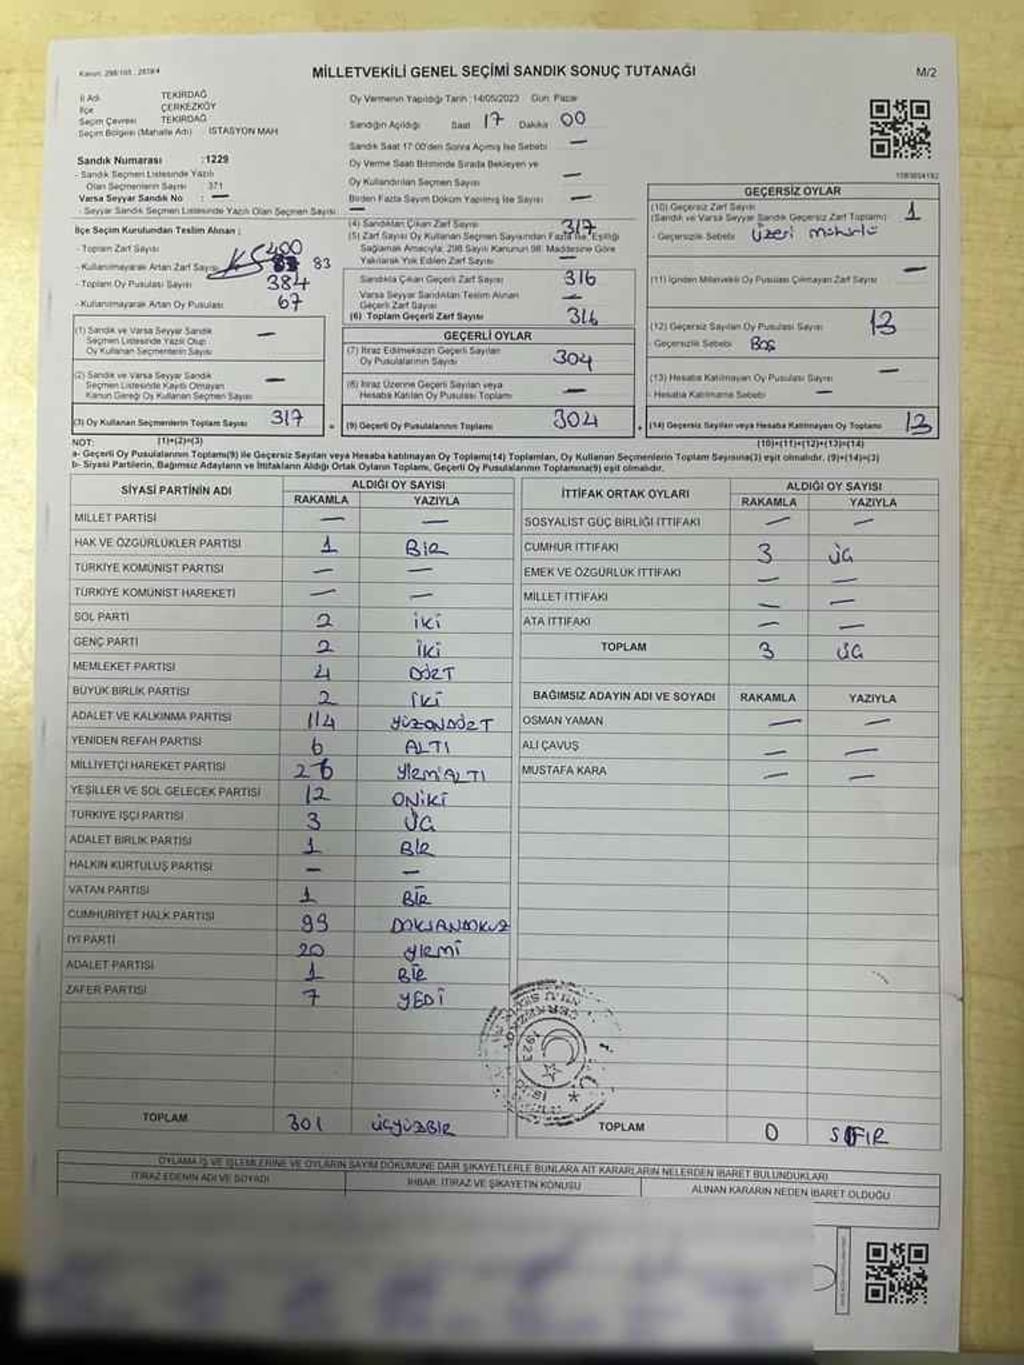 Kanun: 298/105 , 2839/4
MİLLETVEKİLİ GENEL SEÇİMİ SANDIK SONUÇ TUTANAĞI
M/2
İl Adı TEKİRDAĞ
İlçe ÇERKEZKÖY
Seçim Çevresi TEKİRDAĞ
Seçim Bölgesi (Mahalle Adı) İSTASYON MAH
Sandık Numarası :1229
- Sandık Seçmen Listesinde Yazılı
Olan Seçmenlerin Sayısı 371
Varsa Seyyar Sandık No : —
- Seyyar Sandık Seçmen Listesinde Yazılı Olan Seçmen Sayısı —
İlçe Seçim Kurulundan Teslim Alınan :
- Toplam Zarf Sayısı 400
- Kullanılmayarak Artan Zarf Sayısı 83
- Toplam Oy Pusulası Sayısı 384
- Kullanılmayarak Artan Oy Pusulası 67
(1) Sandık ve Varsa Seyyar Sandık
Seçmen Listesinde Yazılı Olup
Oy Kullanan Seçmenlerin Sayısı —
(2) Sandık ve Varsa Seyyar Sandık
Seçmen Listesinde Kayıtlı Olmayan
Kanun Gereği Oy Kullanan Seçmen Sayısı —
(3) Oy Kullanan Seçmenlerin Toplam Sayısı 317
Oy Vermenin Yapıldığı Tarih :14/05/2023 Gün: Pazar
Sandığın Açıldığı Saat 17 Dakika 00
Sandık Saat 17:00'den Sonra Açılmış İse Sebebi —
Oy Verme Saati Bitiminde Sırada Bekleyen ve
Oy Kullandırılan Seçmen Sayısı —
Birden Fazla Sayım Döküm Yapılmış İse Sayısı —
(4) Sandıktan Çıkan Zarf Sayısı 317
(5) Zarf Sayısı Oy Kullanan Seçmen Sayısından Fazla İse, Eşitliği
Sağlamak Amacıyla, 298 Sayılı Kanunun 98. Maddesine Göre
Yakılarak Yok Edilen Zarf Sayısı —
Sandıkta Çıkan Geçerli Zarf Sayısı 316
Varsa Seyyar Sandıktan Teslim Alınan
Geçerli Zarf Sayısı —
(6) Toplam Geçerli Zarf Sayısı 316
GEÇERLİ OYLAR
(7) İtiraz Edilmeksizin Geçerli Sayılan
Oy Pusulalarının Sayısı 304
(8) İtiraz Üzerine Geçerli Sayılan veya
Hesaba Katılan Oy Pusulası Toplamı —
= (9) Geçerli Oy Pusulalarının Toplamı 304
GEÇERSİZ OYLAR
(10) Geçersiz Zarf Sayısı
(Sandık ve Varsa Seyyar Sandık Geçersiz Zarf Toplamı) 1
- Geçersizlik Sebebi Üzeri mühürlü
(11) İçinden Milletvekili Oy Pusulası Çıkmayan Zarf Sayısı —
(12) Geçersiz Sayılan Oy Pusulası Sayısı 13
- Geçersizlik Sebebi Boş
(13) Hesaba Katılmayan Oy Pusulası Sayısı —
- Hesaba Katılmama Sebebi —
+ (14) Geçersiz Sayılan veya Hesaba Katılmayan Oy Toplamı 13
NOT: (1)+(2)=(3) (10)+(11)+(12)+(13)=(14)
a- Geçerli Oy Pusulalarının Toplamı(9) ile Geçersiz Sayılan veya Hesaba katılmayan Oy Toplamı(14) Toplamları, Oy Kullanan Seçmenlerin Toplam Sayısına(3) eşit olmalıdır. (9)+(14)=(3)
b- Siyasi Partilerin, Bağımsız Adayların ve İttifakların Aldığı Ortak Oyların Toplamı, Geçerli Oy Pusulalarının Toplamına(9) eşit olmalıdır.
SİYASİ PARTİNİN ADI ALDIĞI OY SAYISI
RAKAMLA YAZIYLA
MİLLET PARTİSİ — —
HAK VE ÖZGÜRLÜKLER PARTİSİ 1 BİR
TÜRKİYE KOMÜNİST PARTİSİ — —
TÜRKİYE KOMÜNİST HAREKETİ — —
SOL PARTİ 2 iki
GENÇ PARTİ 2 iki
MEMLEKET PARTİSİ 4 DÖRT
BÜYÜK BİRLİK PARTİSİ 2 iki
ADALET VE KALKINMA PARTİSİ 114 YÜZONDÖRT
YENİDEN REFAH PARTİSİ 6 ALTI
MİLLİYETÇİ HAREKET PARTİSİ 26 YİRMİALTI
YEŞİLLER VE SOL GELECEK PARTİSİ 12 ONİKİ
TÜRKİYE İŞÇİ PARTİSİ 3 ÜÇ
ADALET BİRLİK PARTİSİ 1 BİR
HALKIN KURTULUŞ PARTİSİ — —
VATAN PARTİSİ 1 BİR
CUMHURİYET HALK PARTİSİ 99 DOKSANDOKUZ
İYİ PARTİ 20 YİRMİ
ADALET PARTİSİ 1 BİR
ZAFER PARTİSİ 7 YEDİ
TOPLAM 301 ÜÇYÜZBİR
İTTİFAK ORTAK OYLARI ALDIĞI OY SAYISI
RAKAMLA YAZIYLA
SOSYALİST GÜÇ BİRLİĞİ İTTİFAKI — —
CUMHUR İTTİFAKI 3 ÜÇ
EMEK VE ÖZGÜRLÜK İTTİFAKI — —
MİLLET İTTİFAKI — —
ATA İTTİFAKI — —
TOPLAM 3 ÜÇ
BAĞIMSIZ ADAYIN ADI VE SOYADI RAKAMLA YAZIYLA
OSMAN YAMAN — —
ALİ ÇAVUŞ — —
MUSTAFA KARA — —
1923
TOPLAM 0 SIFIR
OYLAMA İŞ VE İŞLEMLERİNE VE OYLARIN SAYIM DÖKÜMÜNE DAİR ŞİKAYETLERLE BUNLARA AİT KARARLARIN NELERDEN İBARET BULUNDUKLARI
İTİRAZ EDENİN ADI VE SOYADI İHBAR, İTİRAZ VE ŞİKAYETİN KONUSU ALINAN KARARIN NEDEN İBARET OLDUĞU